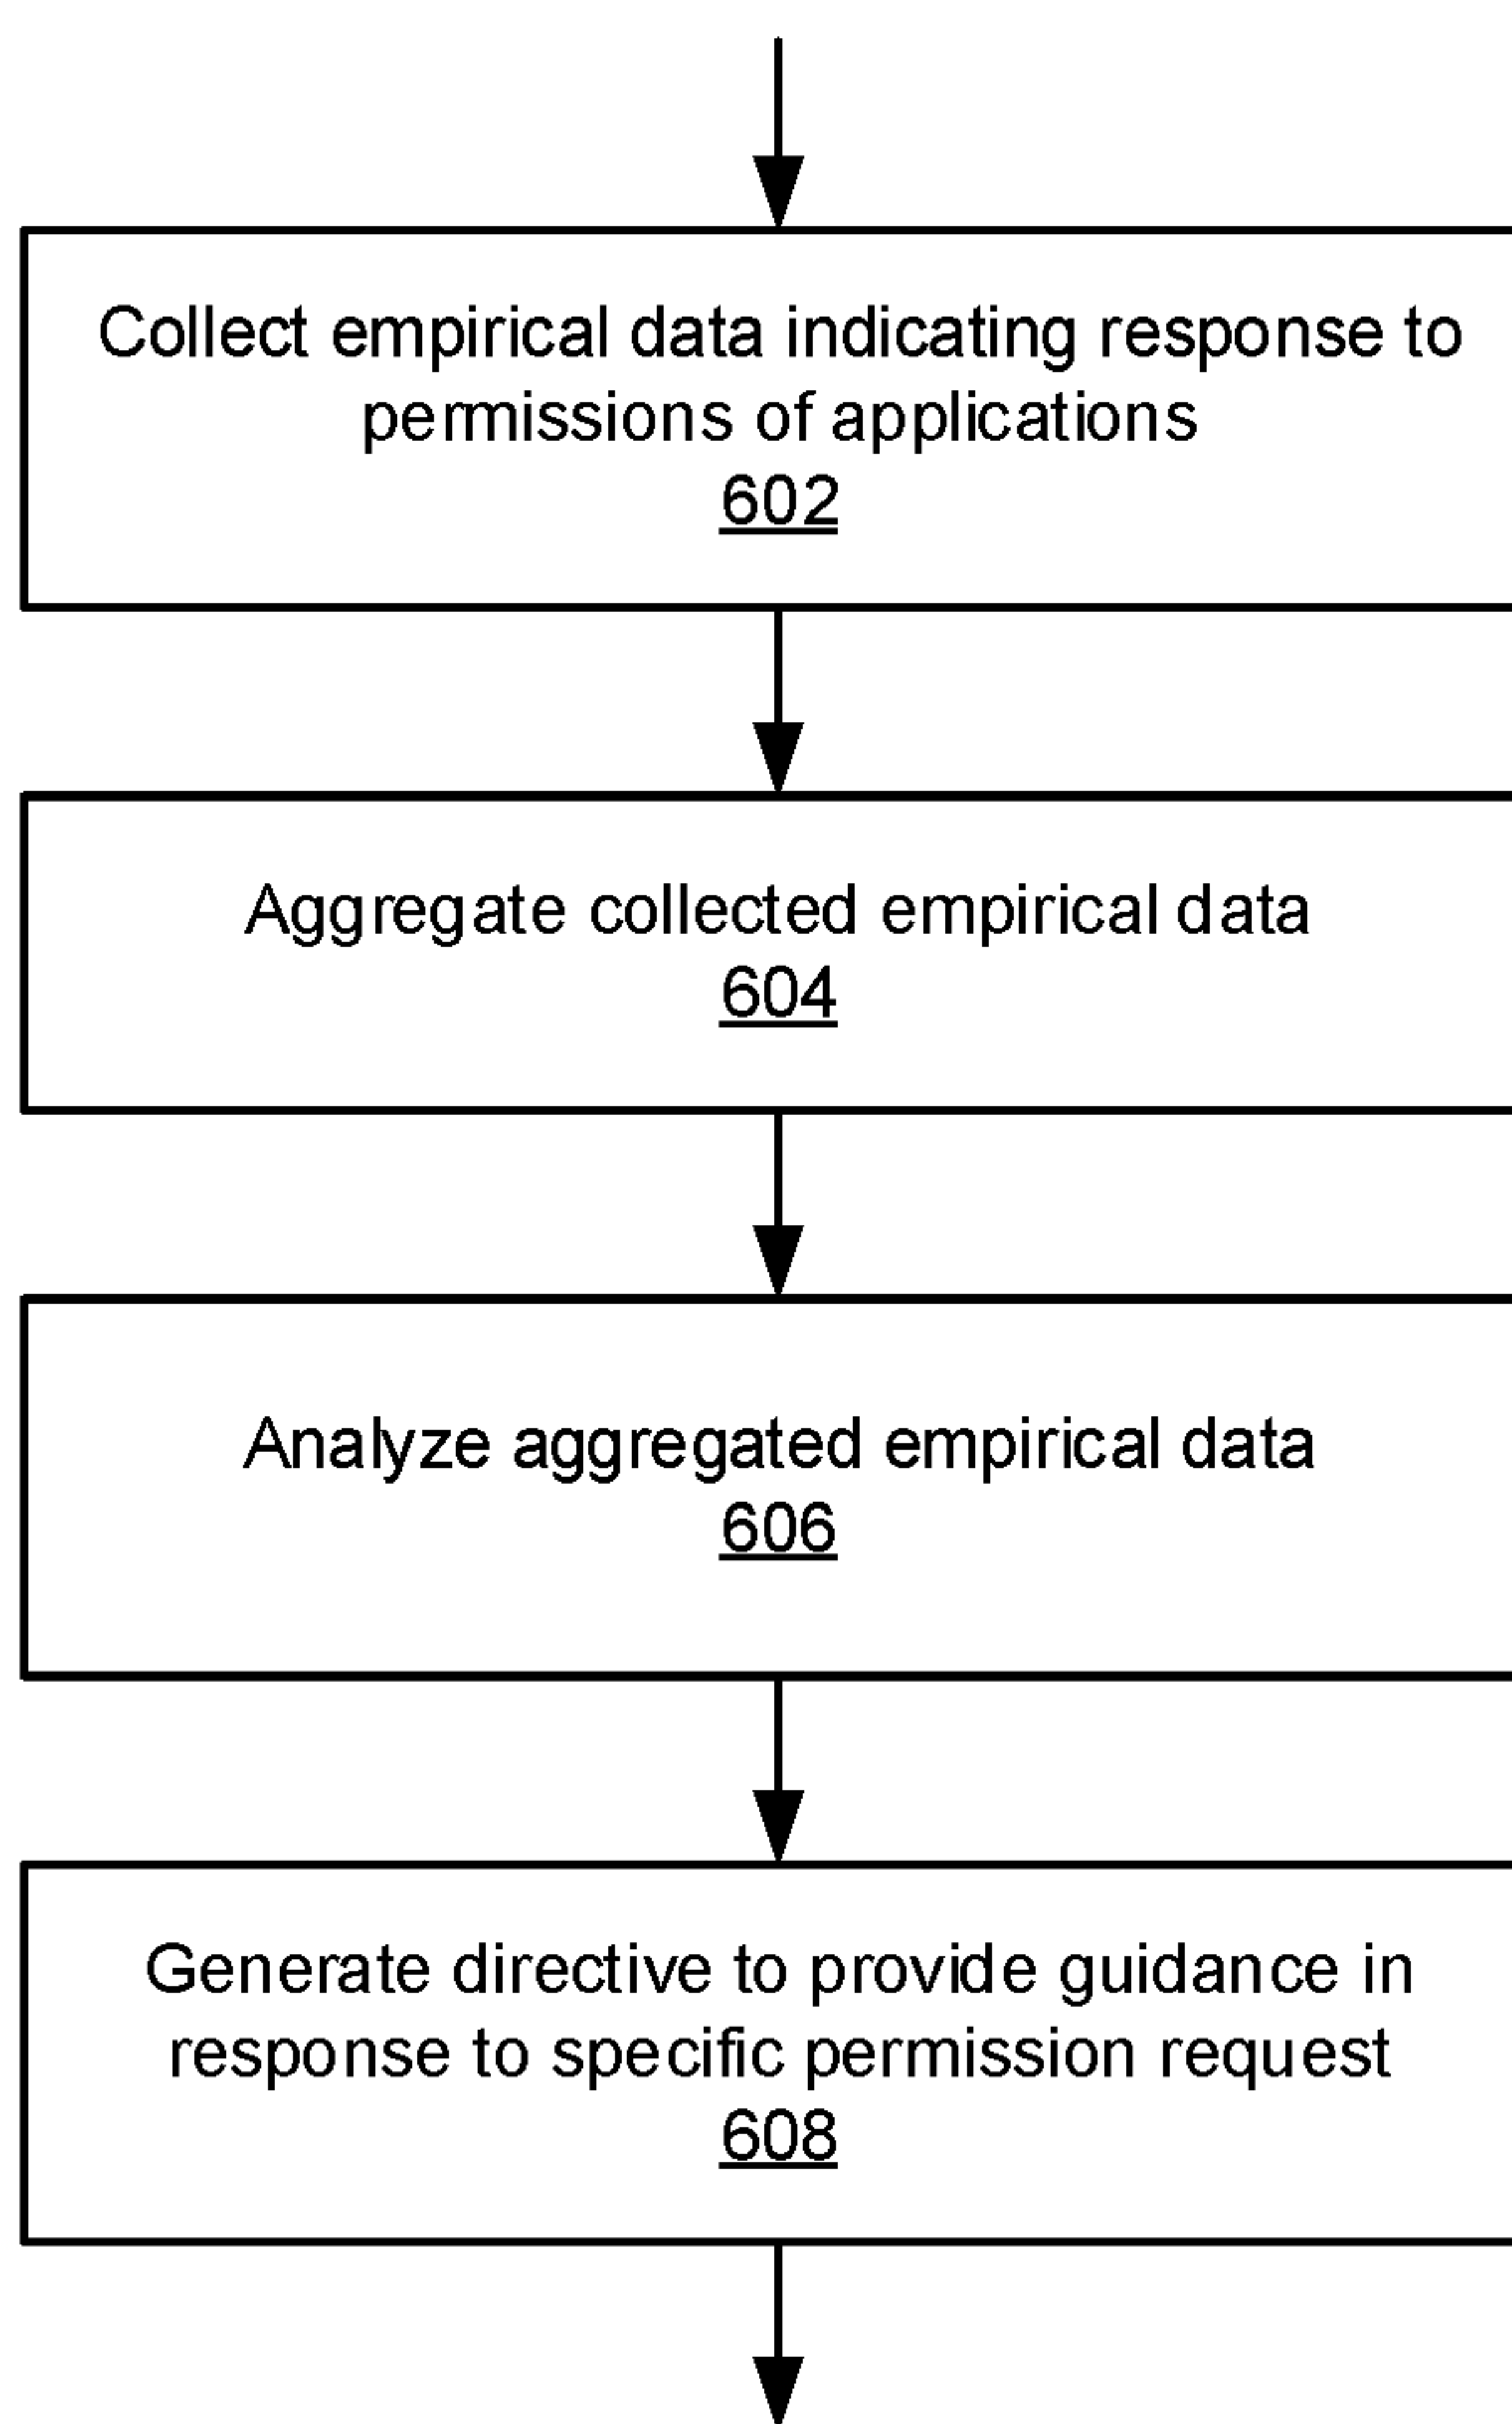 Collect empirical data indicating response to
permissions of applications
602
Aggregate collected empirical data
604
Analyze aggregated empirical data
606
Generate directive to provide guidance in
response to specific permission request
608